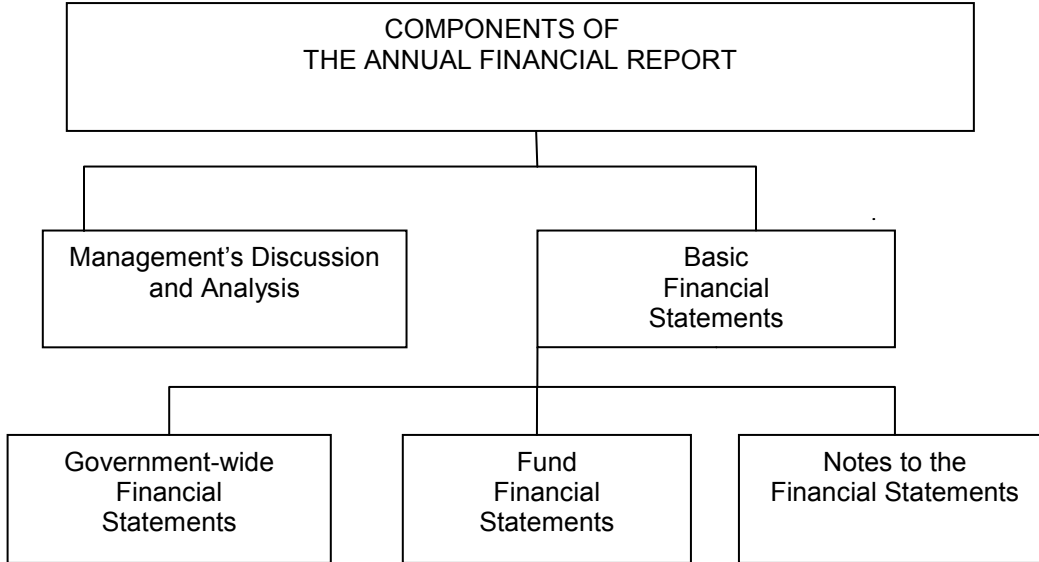 COMPONENTS OF
THE ANNUAL FINANCIAL REPORT
Management’s Discussion
and Analysis
Basic
Financial
Statements
Government-wide
Financial
Statements
Fund
Financial
Statements
Notes to the
Financial Statements